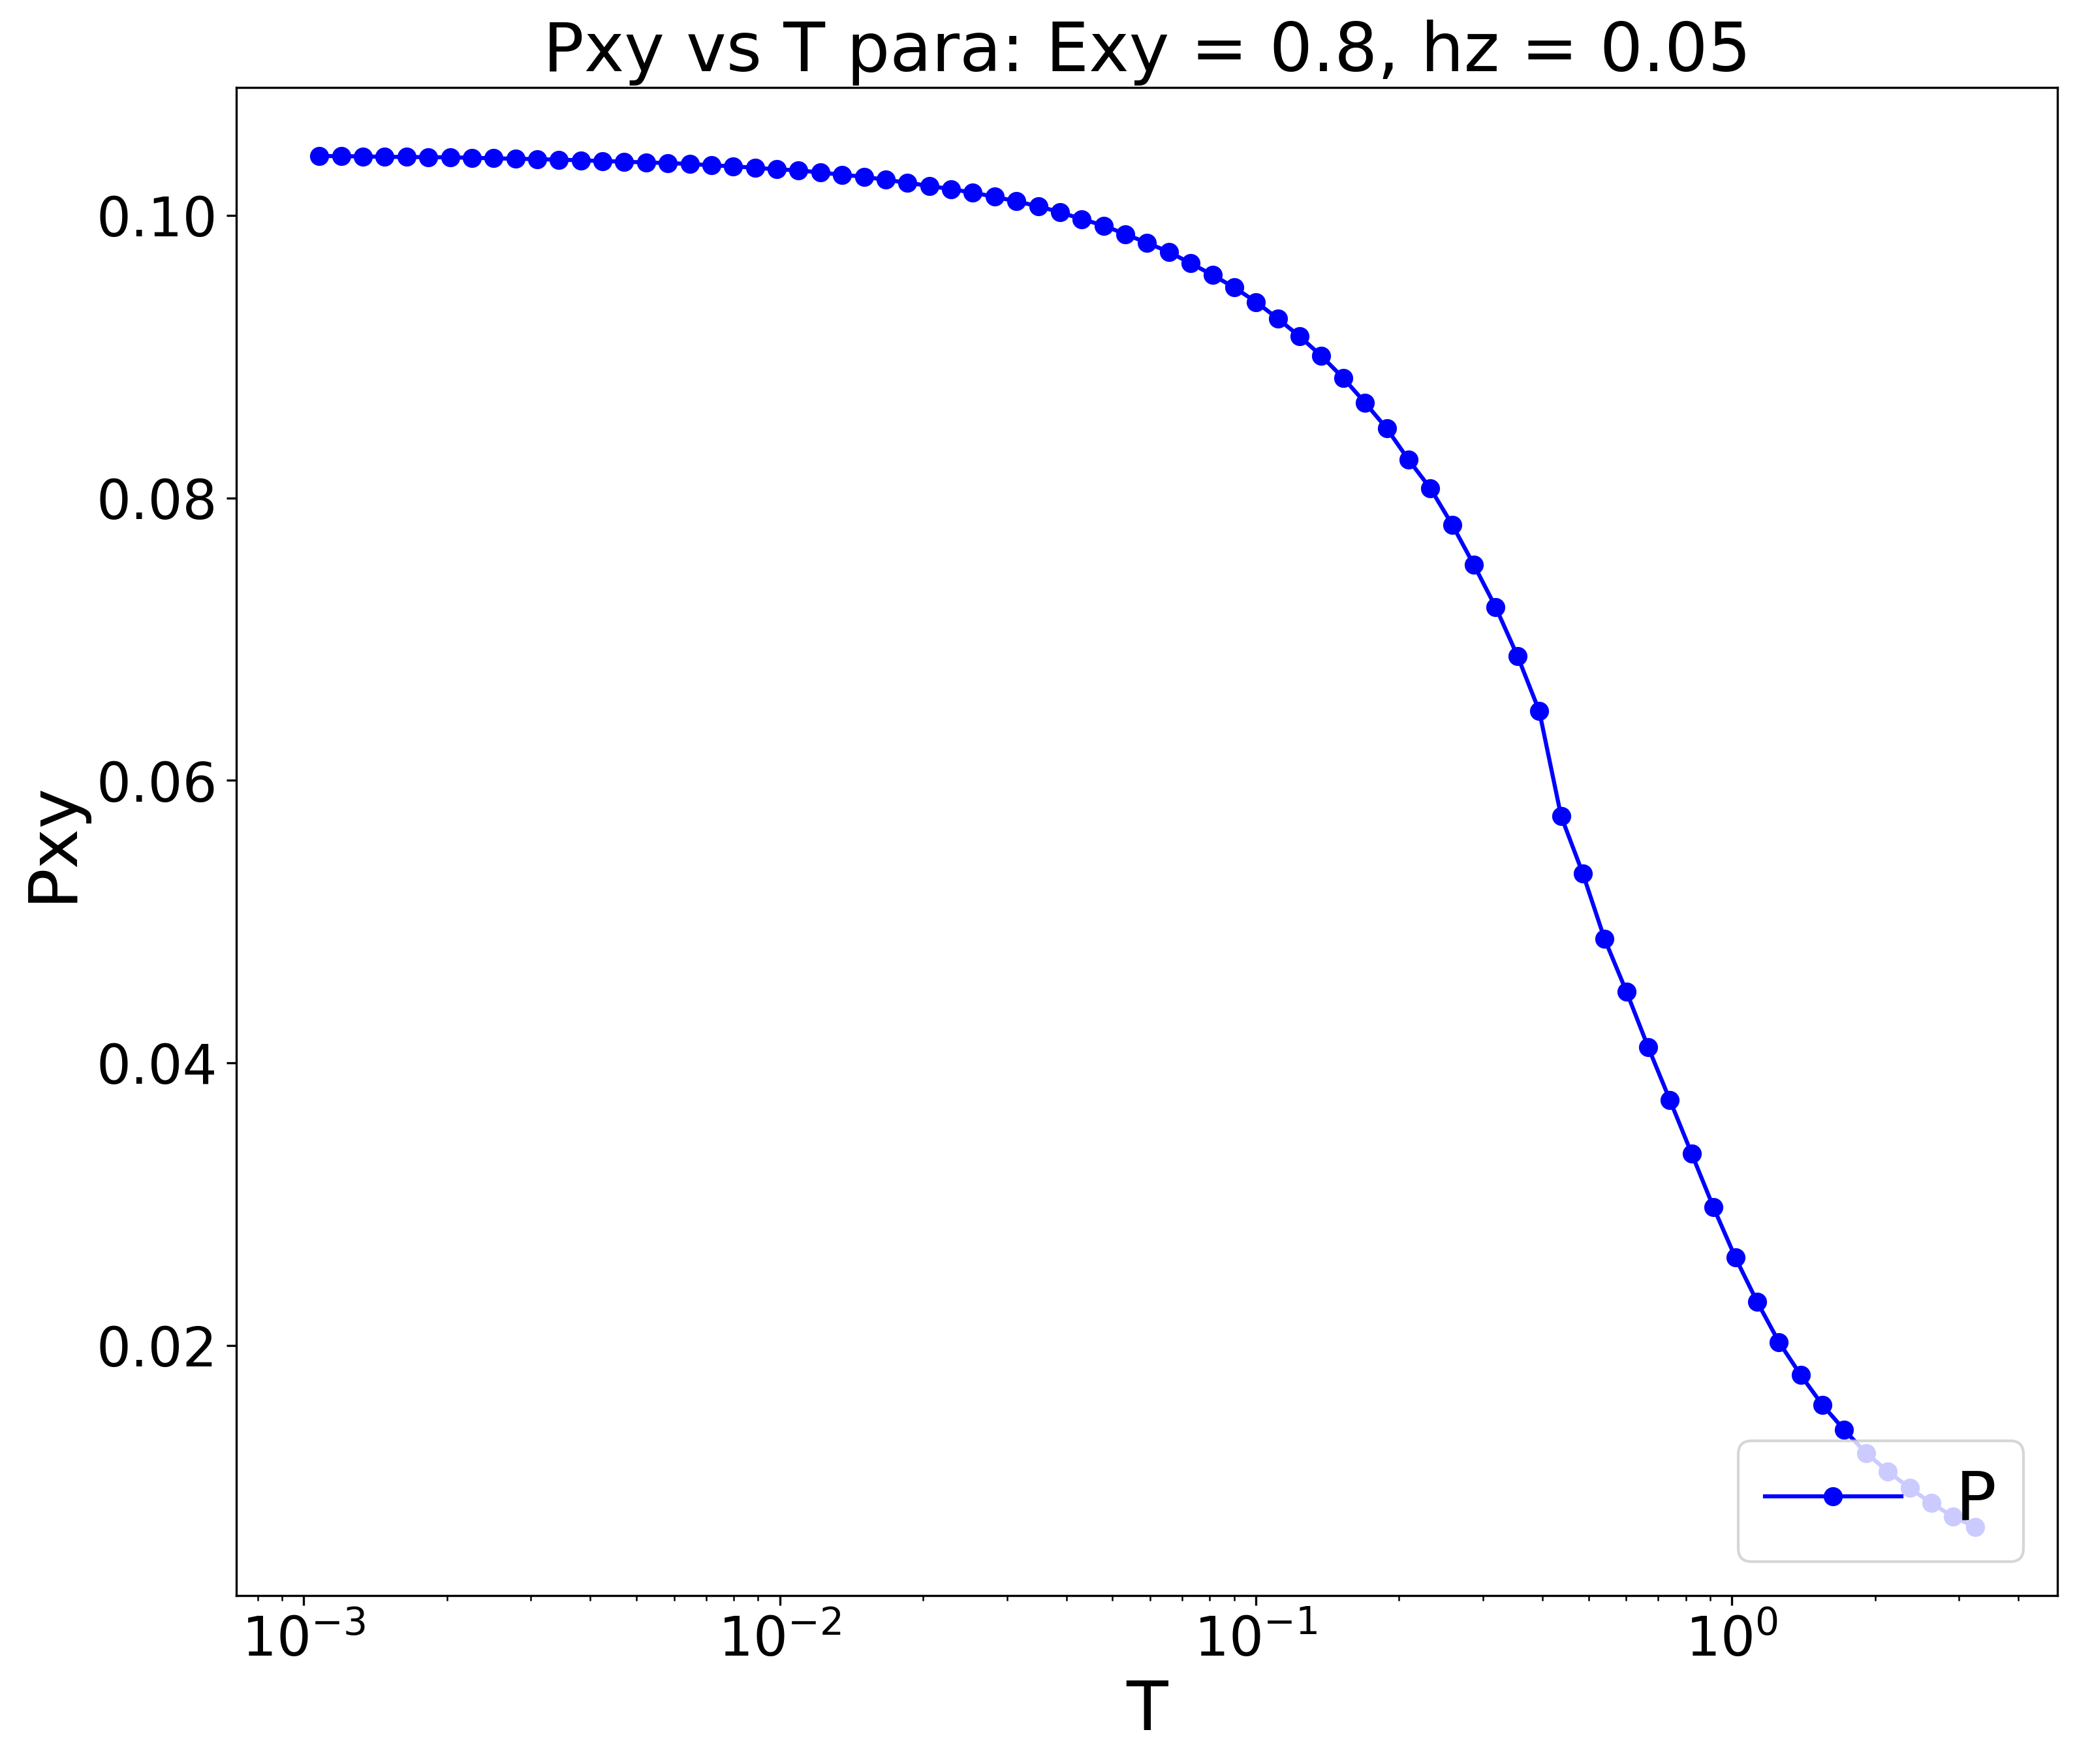 Pxy vs T para: Exy = 0.8, hz = 0.05
Pxy
0.10
0.08
0.06
0.04
0.02
P
10⁻³ 10⁻² 10⁻¹ 10⁰
T